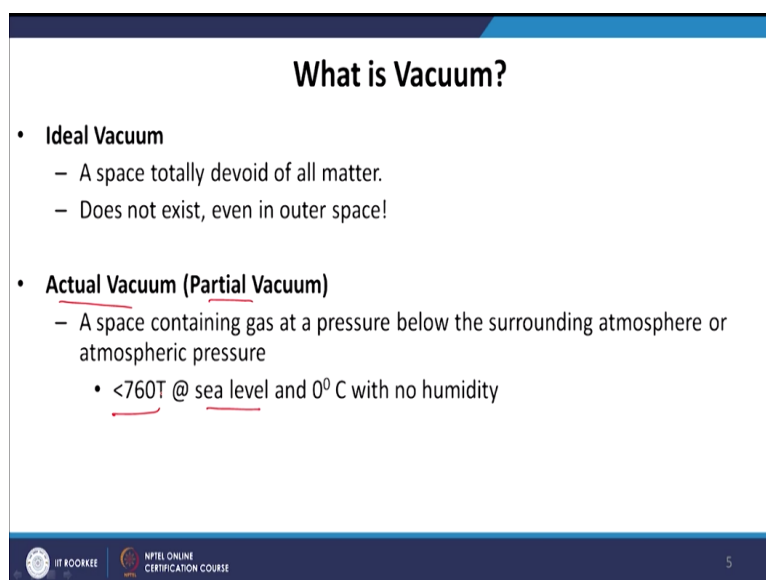 What is Vacuum?
• Ideal Vacuum
– A space totally devoid of all matter.
– Does not exist, even in outer space!
• Actual Vacuum (Partial Vacuum)
– A space containing gas at a pressure below the surrounding atmosphere or
atmospheric pressure
• <760T @ sea level and 0⁰ C with no humidity
IIT ROORKEE
NPTEL ONLINE
CERTIFICATION COURSE
5